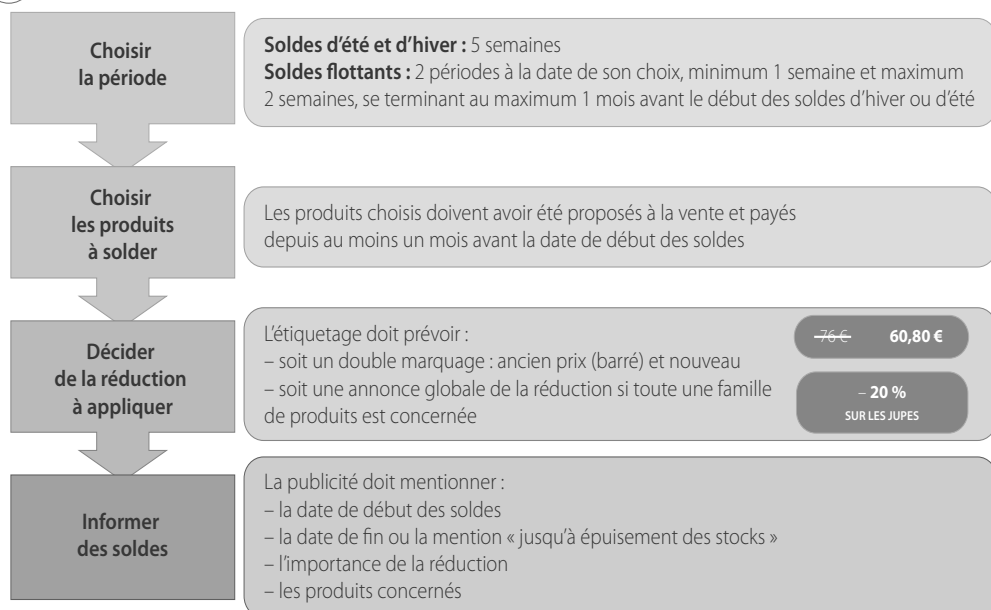 Choisir
la période
Soldes d'été et d'hiver : 5 semaines
Soldes flottants : 2 périodes à la date de son choix, minimum 1 semaine et maximum
2 semaines, se terminant au maximum 1 mois avant le début des soldes d'hiver ou d'été
Choisir
les produits
à solder
Les produits choisis doivent avoir été proposés à la vente et payés
depuis au moins un mois avant la date de début des soldes
Décider
de la réduction
à appliquer
L'étiquetage doit prévoir :
– soit un double marquage : ancien prix (barré) et nouveau
– soit une annonce globale de la réduction si toute une famille
de produits est concernée
76 € 60,80 €
– 20 %
SUR LES JUPES
Informer
des soldes
La publicité doit mentionner :
– la date de début des soldes
– la date de fin ou la mention « jusqu'à épuisement des stocks »
– l'importance de la réduction
– les produits concernés